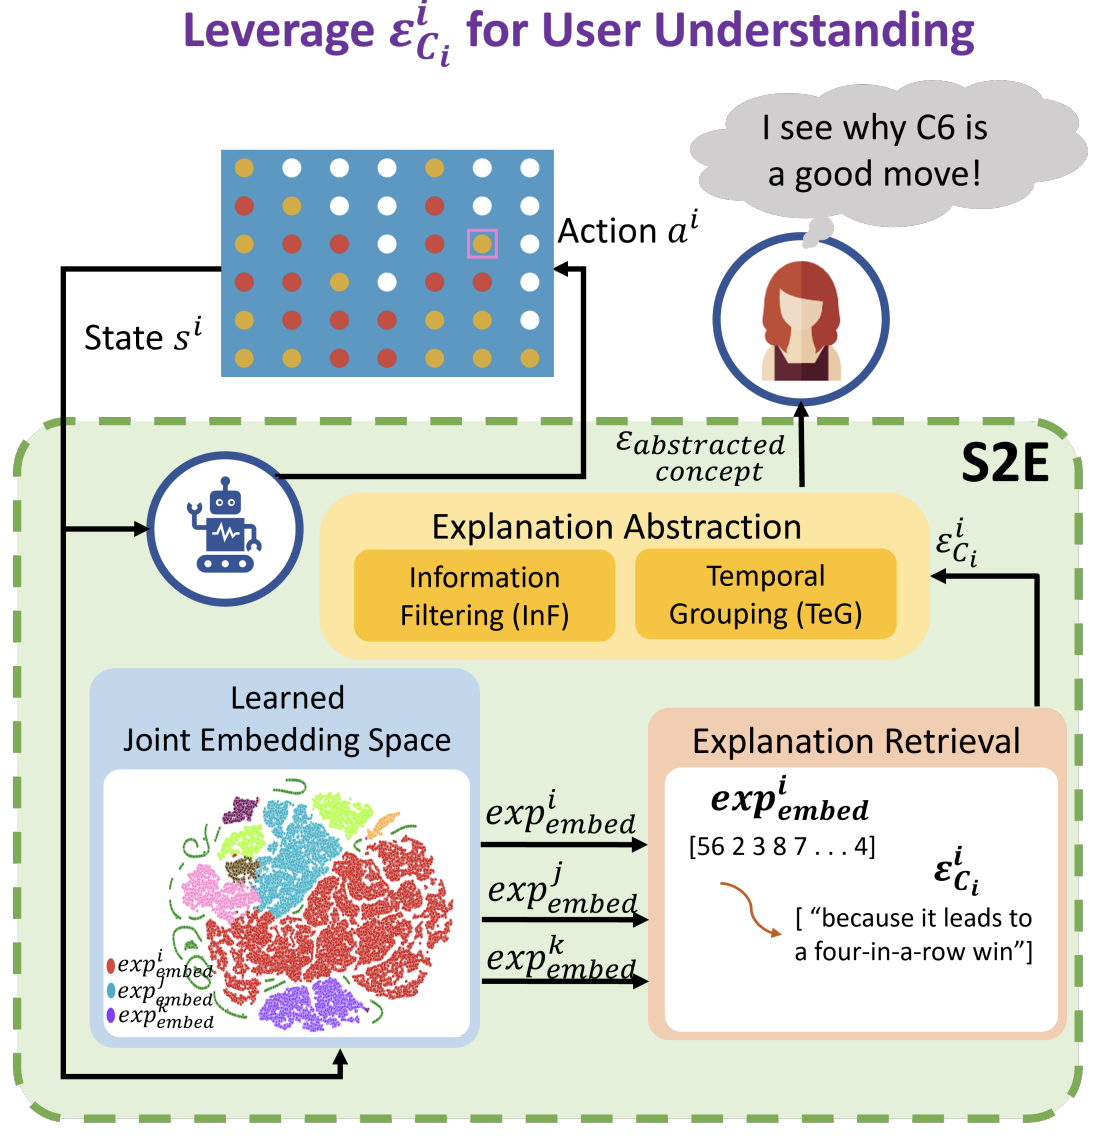 Leverage $\varepsilon^{i}_{C_i}$ for User Understanding
I see why C6 is
a good move!
Action $a^i$
State $s^i$
$\varepsilon_{abstracted\ concept}$
S2E
Explanation Abstraction
$\varepsilon^{i}_{C_i}$
Information
Filtering (InF)
Temporal
Grouping (TeG)
Learned
Joint Embedding Space
$exp^{i}_{embed}$
$exp^{j}_{embed}$
$exp^{k}_{embed}$
$exp^{i}_{embed}$
$exp^{j}_{embed}$
$exp^{k}_{embed}$
Explanation Retrieval
$exp^{i}_{embed}$
[56 2 3 8 7 . . . 4]
$\varepsilon^{i}_{C_i}$
[ “because it leads to
a four-in-a-row win”]